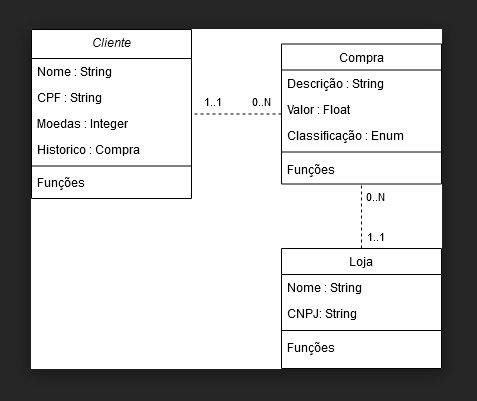 Cliente
Nome : String
CPF : String
Moedas : Integer
Historico : Compra
Funções
1..1
0..N
Compra
Descrição : String
Valor : Float
Classificação : Enum
Funções
0..N
1..1
Loja
Nome : String
CNPJ: String
Funções